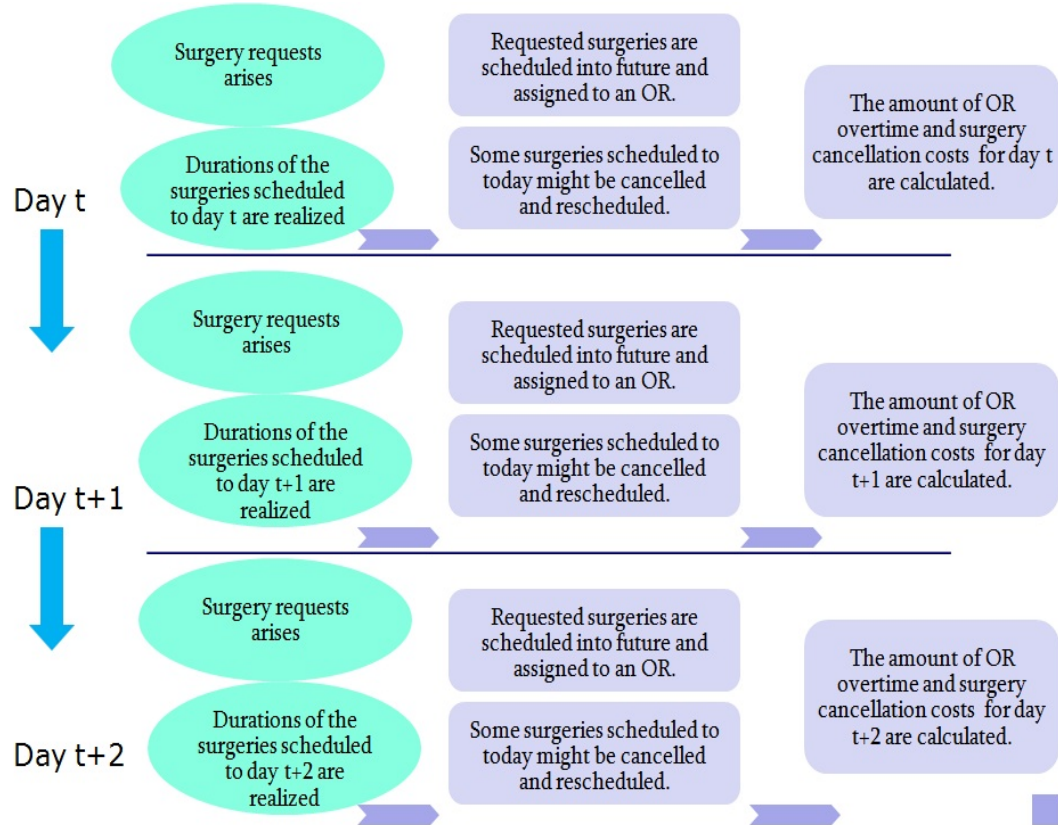 Surgery requests
arises
Requested surgeries are
scheduled into future and
assigned to an OR.
The amount of OR
overtime and surgery
cancellation costs for day t
are calculated.
Durations of the
surgeries scheduled
to day t are realized
Some surgeries scheduled to
today might be cancelled
and rescheduled.
Day t
Surgery requests
arises
Requested surgeries are
scheduled into future and
assigned to an OR.
The amount of OR
overtime and surgery
cancellation costs for day
t+1 are calculated.
Durations of the
surgeries scheduled
to day t+1 are
realized
Some surgeries scheduled to
today might be cancelled
and rescheduled.
Day t+1
Surgery requests
arises
Requested surgeries are
scheduled into future and
assigned to an OR.
The amount of OR
overtime and surgery
cancellation costs for day
t+2 are calculated.
Durations of the
surgeries scheduled
to day t+2 are
realized
Some surgeries scheduled to
today might be cancelled
and rescheduled.
Day t+2